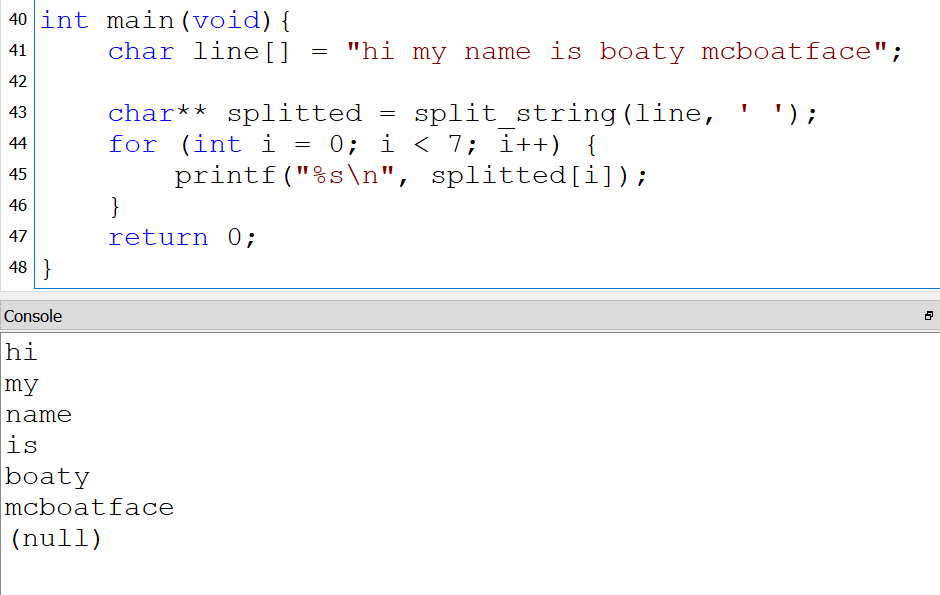 40 int main(void){
41 char line[] = "hi my name is boaty mcboatface";
42
43 char** splitted = split_string(line, ' ');
44 for (int i = 0; i < 7; i++) {
45 printf("%s\n", splitted[i]);
46 }
47 return 0;
48 }
Console
hi
my
name
is
boaty
mcboatface
(null)